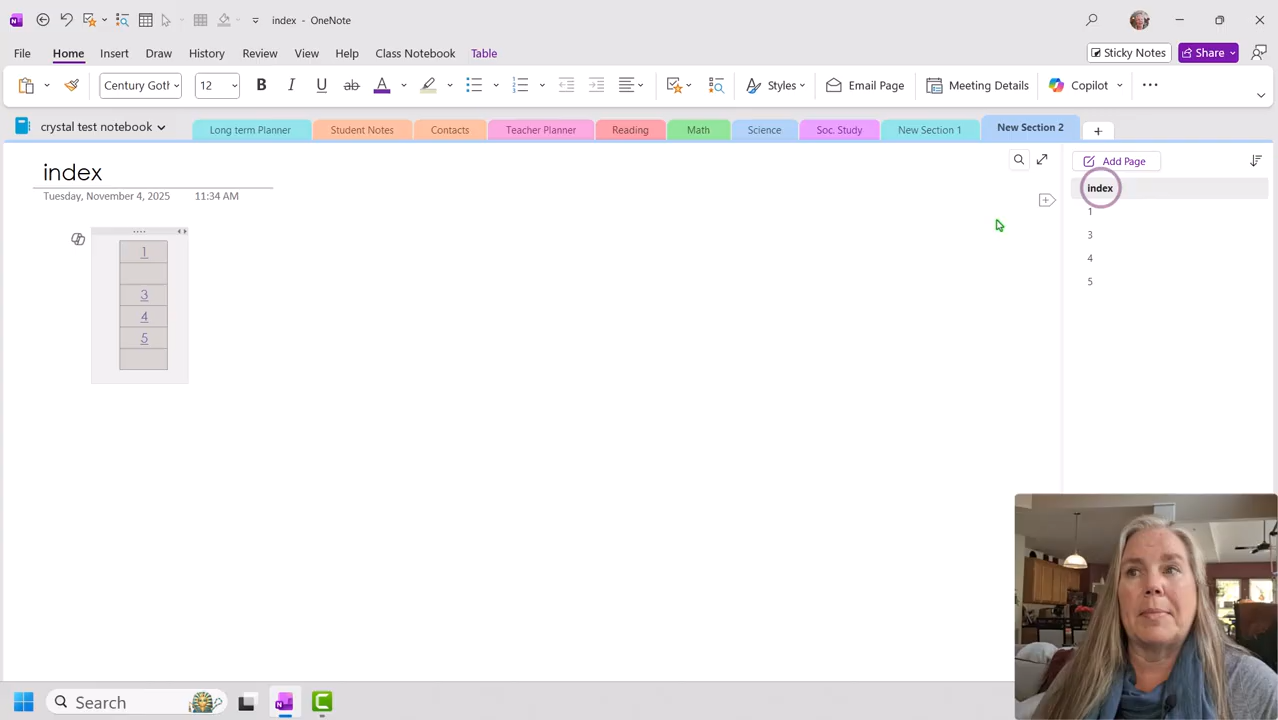 index - OneNote
File Home Insert Draw History Review View Help Class Notebook Table
Sticky Notes
Share
Century Goth
12
B I U ab A
Styles
Email Page
Meeting Details
Copilot
crystal test notebook
Long term Planner
Student Notes
Contacts
Teacher Planner
Reading
Math
Science
Soc. Study
New Section 1
New Section 2
index
Tuesday, November 4, 2025 11:34 AM
1
3
4
5
Add Page
index
1
3
4
5
Search